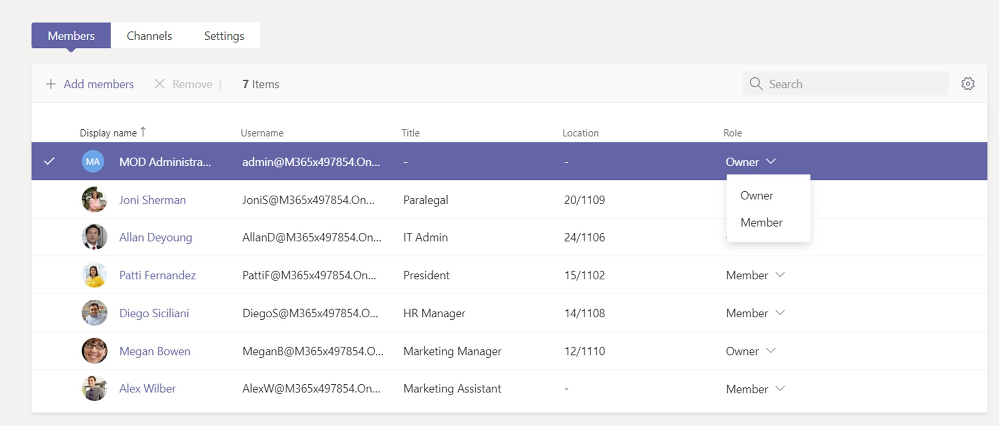 Members Channels Settings
Add members Remove | 7 Items Search
Display name ↑ Username Title Location Role
MA MOD Administra... admin@M365x497854.On... - - Owner
Owner
Joni Sherman JoniS@M365x497854.On... Paralegal 20/1109
Member
Allan Deyoung AllanD@M365x497854.On... IT Admin 24/1106
Patti Fernandez PattiF@M365x497854.On... President 15/1102 Member
Diego Siciliani DiegoS@M365x497854.O... HR Manager 14/1108 Member
Megan Bowen MeganB@M365x497854.O... Marketing Manager 12/1110 Owner
Alex Wilber AlexW@M365x497854.On... Marketing Assistant - Member